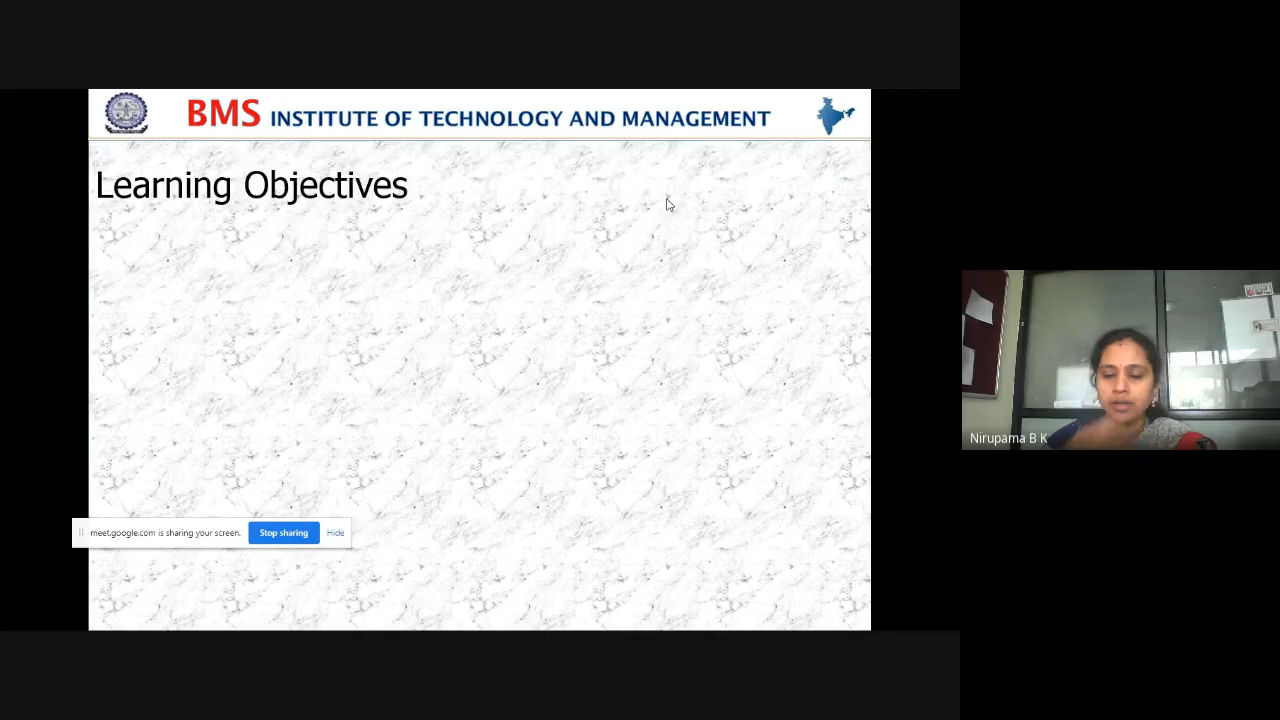 BMS INSTITUTE OF TECHNOLOGY AND MANAGEMENT
Learning Objectives
meet.google.com is sharing your screen.
Stop sharing
Hide
Nirupama B K